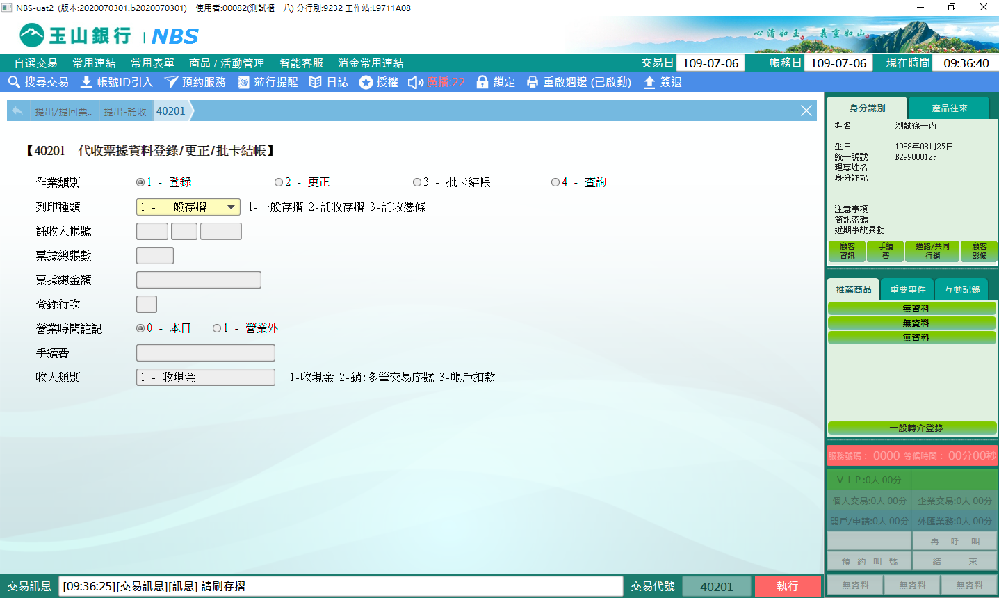 NBS-uat2 (版本:2020070301.b2020070301) 使用者:00082(測試櫃一八) 分行別:9232 工作站:L9711A08
玉山銀行 | NBS
心清如玉。義重如山。
自選交易 常用連結 常用表單 商品 / 活動管理 智能客服 消金常用連結 交易日 109-07-06 帳務日 109-07-06 現在時間 09:36:40
搜尋交易 帳號ID引入 預約服務 蒞行提醒 日誌 授權 廣播:22 鎖定 重啟週邊 (已啟動) 簽退
提出/提回票.. 提出-託收 40201
【40201 代收票據資料登錄/更正/批卡結帳】
作業類別 1 - 登錄 2 - 更正 3 - 批卡結帳 4 - 查詢
列印種類 1 - 一般存摺 1-一般存摺 2-託收存摺 3-託收憑條
託收人帳號
票據總張數
票據總金額
登錄行次
營業時間註記 0 - 本日 1 - 營業外
手續費
收入類別 1 - 收現金 1-收現金 2-銷:多筆交易序號 3-帳戶扣款
身分識別 產品往來
姓名 測試徐一丙
生日 1988年08月25日
統一編號 B299000123
理專姓名
身分註記
注意事項
簡訊密碼
近期事故異動
顧客資訊 手續費 通路/共同行銷 顧客影像
推薦商品 重要事件 互動記錄
無資料
無資料
無資料
一般轉介登錄
服務號碼： 0000 等候時間： 00分00秒
ＶＩＰ:0人 00分
個人交易:0人 00分 企業交易:0人 00分
開戶/申請:0人 00分 外匯業務:0人 00分
再 呼 叫
預 約 叫 號 結 束
無資料 無資料 無資料
交易訊息 [09:36:25][交易訊息][訊息] 請刷存摺 交易代號 40201 執行